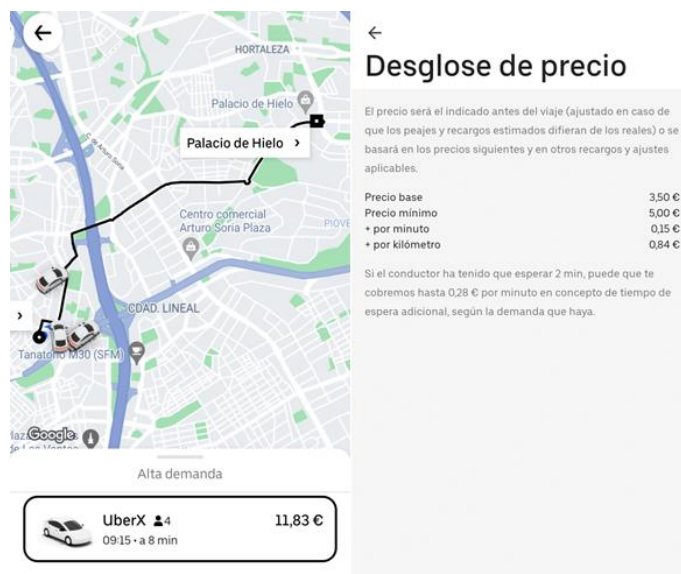 HORTALEZA
Palacio de Hielo
Palacio de Hielo >
C. de Arturo Soria
Centro comercial
Arturo Soria Plaza
PIOVE
>
CDAD. LINEAL
Tanatorio M30 (SFM)
Google
Alta demanda
UberX 4
11,83 €
09:15 • a 8 min
Desglose de precio
El precio será el indicado antes del viaje (ajustado en caso de
que los peajes y recargos estimados difieran de los reales) o se
basará en los precios siguientes y en otros recargos y ajustes
aplicables.
Precio base 3,50 €
Precio mínimo 5,00 €
+ por minuto 0,15 €
+ por kilómetro 0,84 €
Si el conductor ha tenido que esperar 2 min, puede que te
cobremos hasta 0,28 € por minuto en concepto de tiempo de
espera adicional, según la demanda que haya.